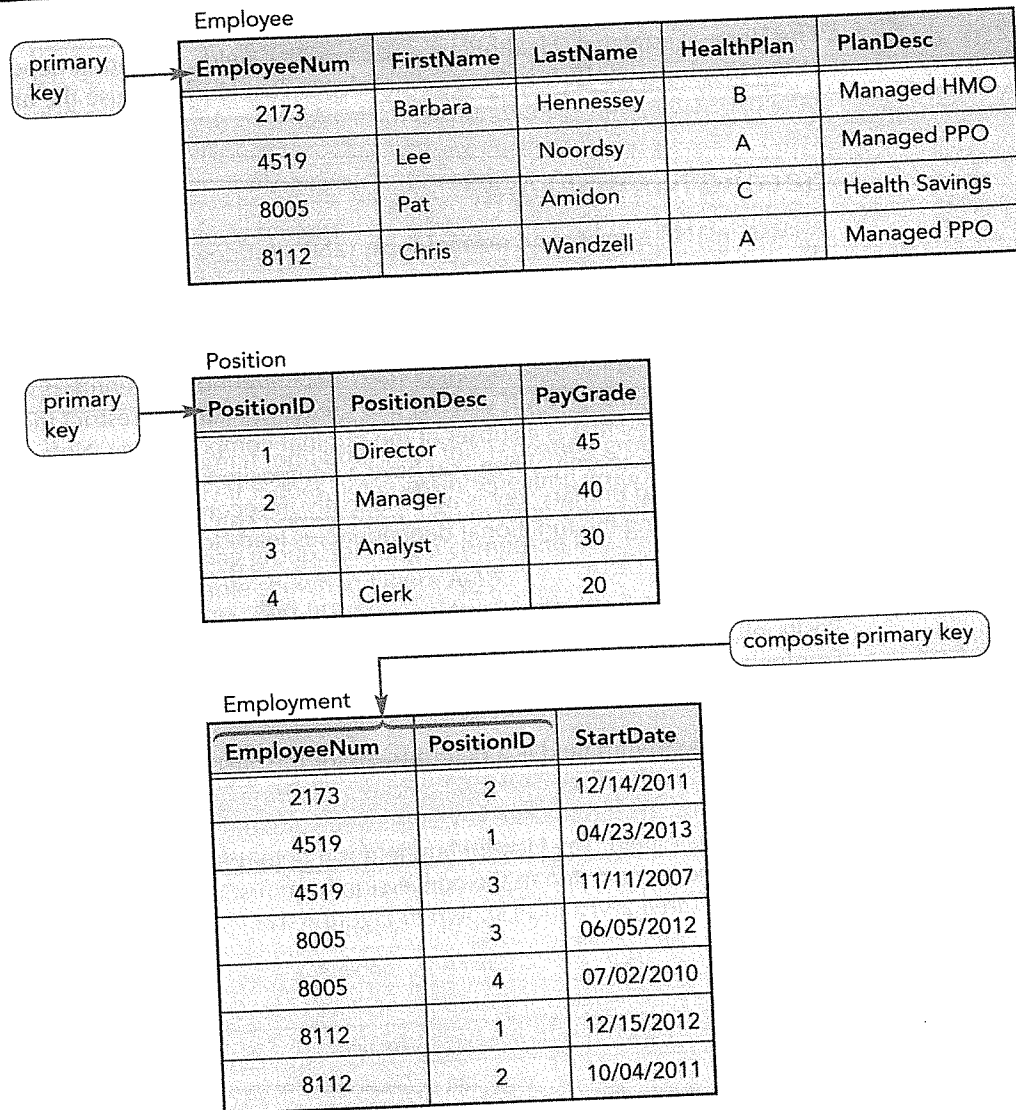 Employee
primary key
EmployeeNum FirstName LastName HealthPlan PlanDesc
2173 Barbara Hennessey B Managed HMO
4519 Lee Noordsy A Managed PPO
8005 Pat Amidon C Health Savings
8112 Chris Wandzell A Managed PPO
Position
primary key
PositionID PositionDesc PayGrade
1 Director 45
2 Manager 40
3 Analyst 30
4 Clerk 20
composite primary key
Employment
EmployeeNum PositionID StartDate
2173 2 12/14/2011
4519 1 04/23/2013
4519 3 11/11/2007
8005 3 06/05/2012
8005 4 07/02/2010
8112 1 12/15/2012
8112 2 10/04/2011